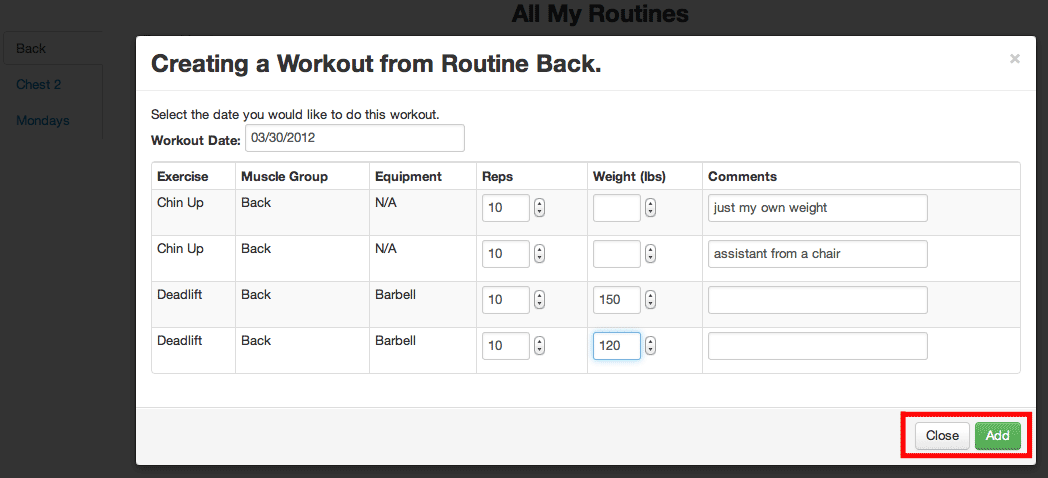 All My Routines
Back
Chest 2
Mondays
Creating a Workout from Routine Back.
×
Select the date you would like to do this workout.
Workout Date: 03/30/2012
Exercise Muscle Group Equipment Reps Weight (lbs) Comments
Chin Up Back N/A 10 just my own weight
Chin Up Back N/A 10 assistant from a chair
Deadlift Back Barbell 10 150
Deadlift Back Barbell 10 120
Close Add